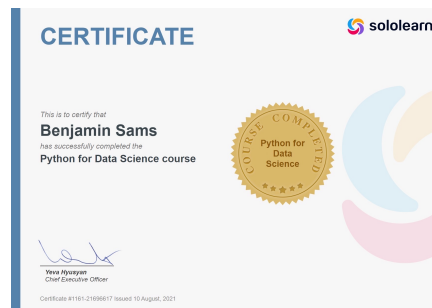 CERTIFICATE
sololearn
This is to certify that
Benjamin Sams
has successfully completed the
Python for Data Science course
COURSE COMPLETED
Python for
Data
Science
Yeva Hyusyan
Chief Executive Officer
Certificate #1161-21696617 Issued 10 August, 2021